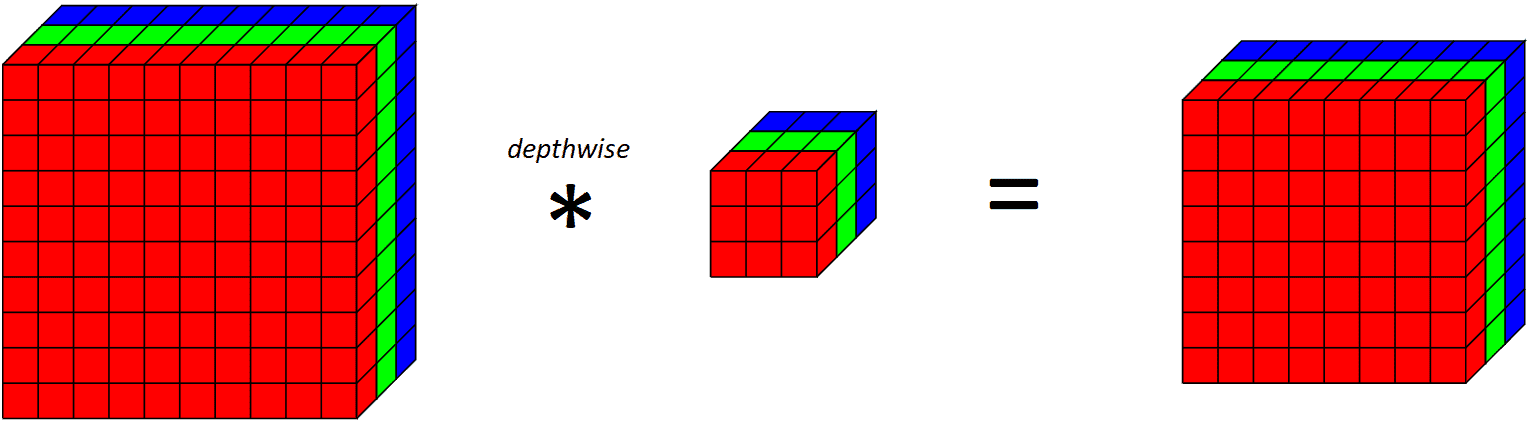 depthwise
* =